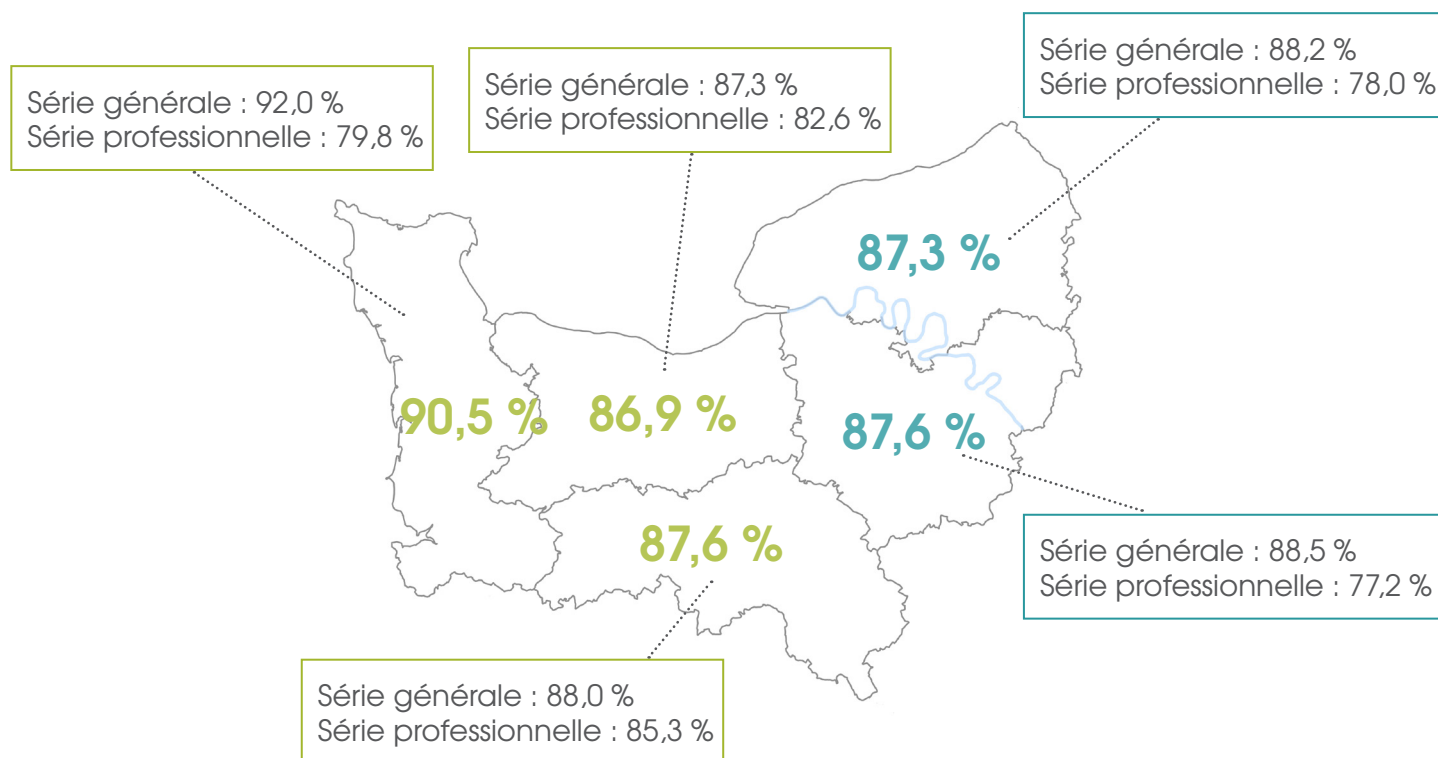 Série générale : 92,0 %
Série professionnelle : 79,8 %
Série générale : 87,3 %
Série professionnelle : 82,6 %
Série générale : 88,2 %
Série professionnelle : 78,0 %
87,3 %
90,5 %
86,9 %
87,6 %
87,6 %
Série générale : 88,5 %
Série professionnelle : 77,2 %
Série générale : 88,0 %
Série professionnelle : 85,3 %